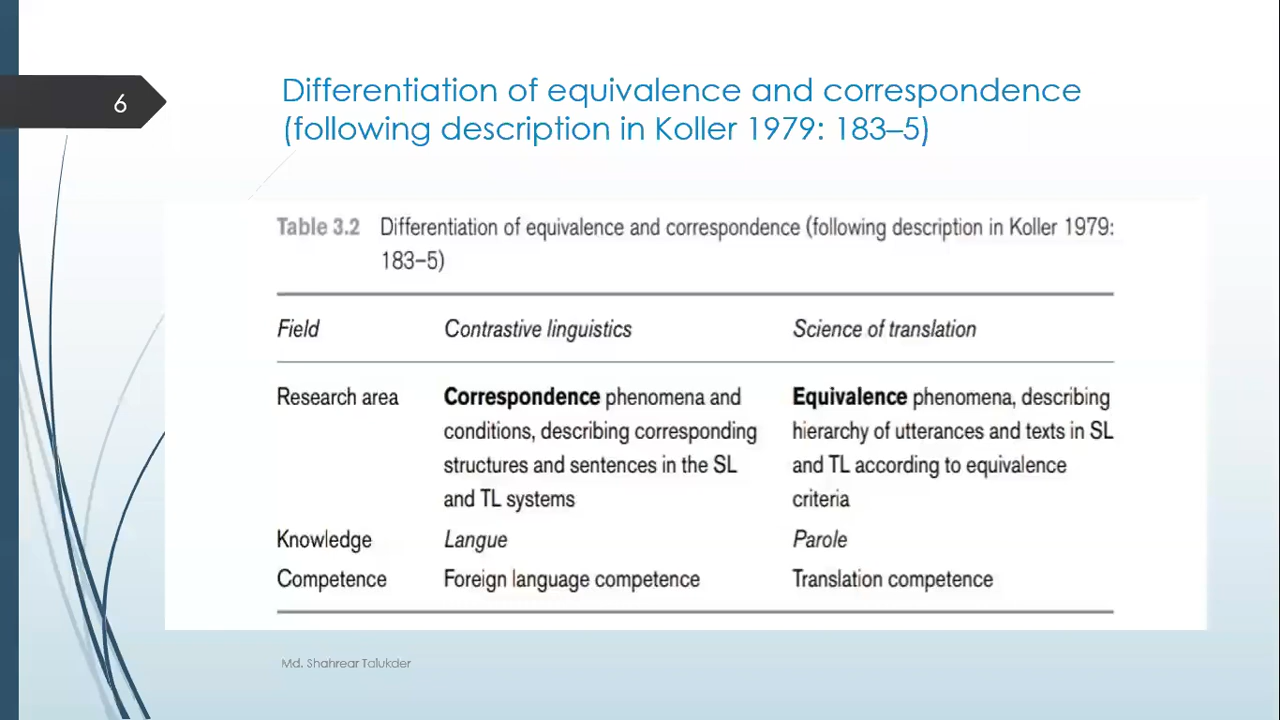 6
Differentiation of equivalence and correspondence
(following description in Koller 1979: 183–5)
Table 3.2 Differentiation of equivalence and correspondence (following description in Koller 1979:
183–5)
Field Contrastive linguistics Science of translation
Research area Correspondence phenomena and Equivalence phenomena, describing
conditions, describing corresponding hierarchy of utterances and texts in SL
structures and sentences in the SL and TL according to equivalence
and TL systems criteria
Knowledge Langue Parole
Competence Foreign language competence Translation competence
Md. Shahrear Talukder